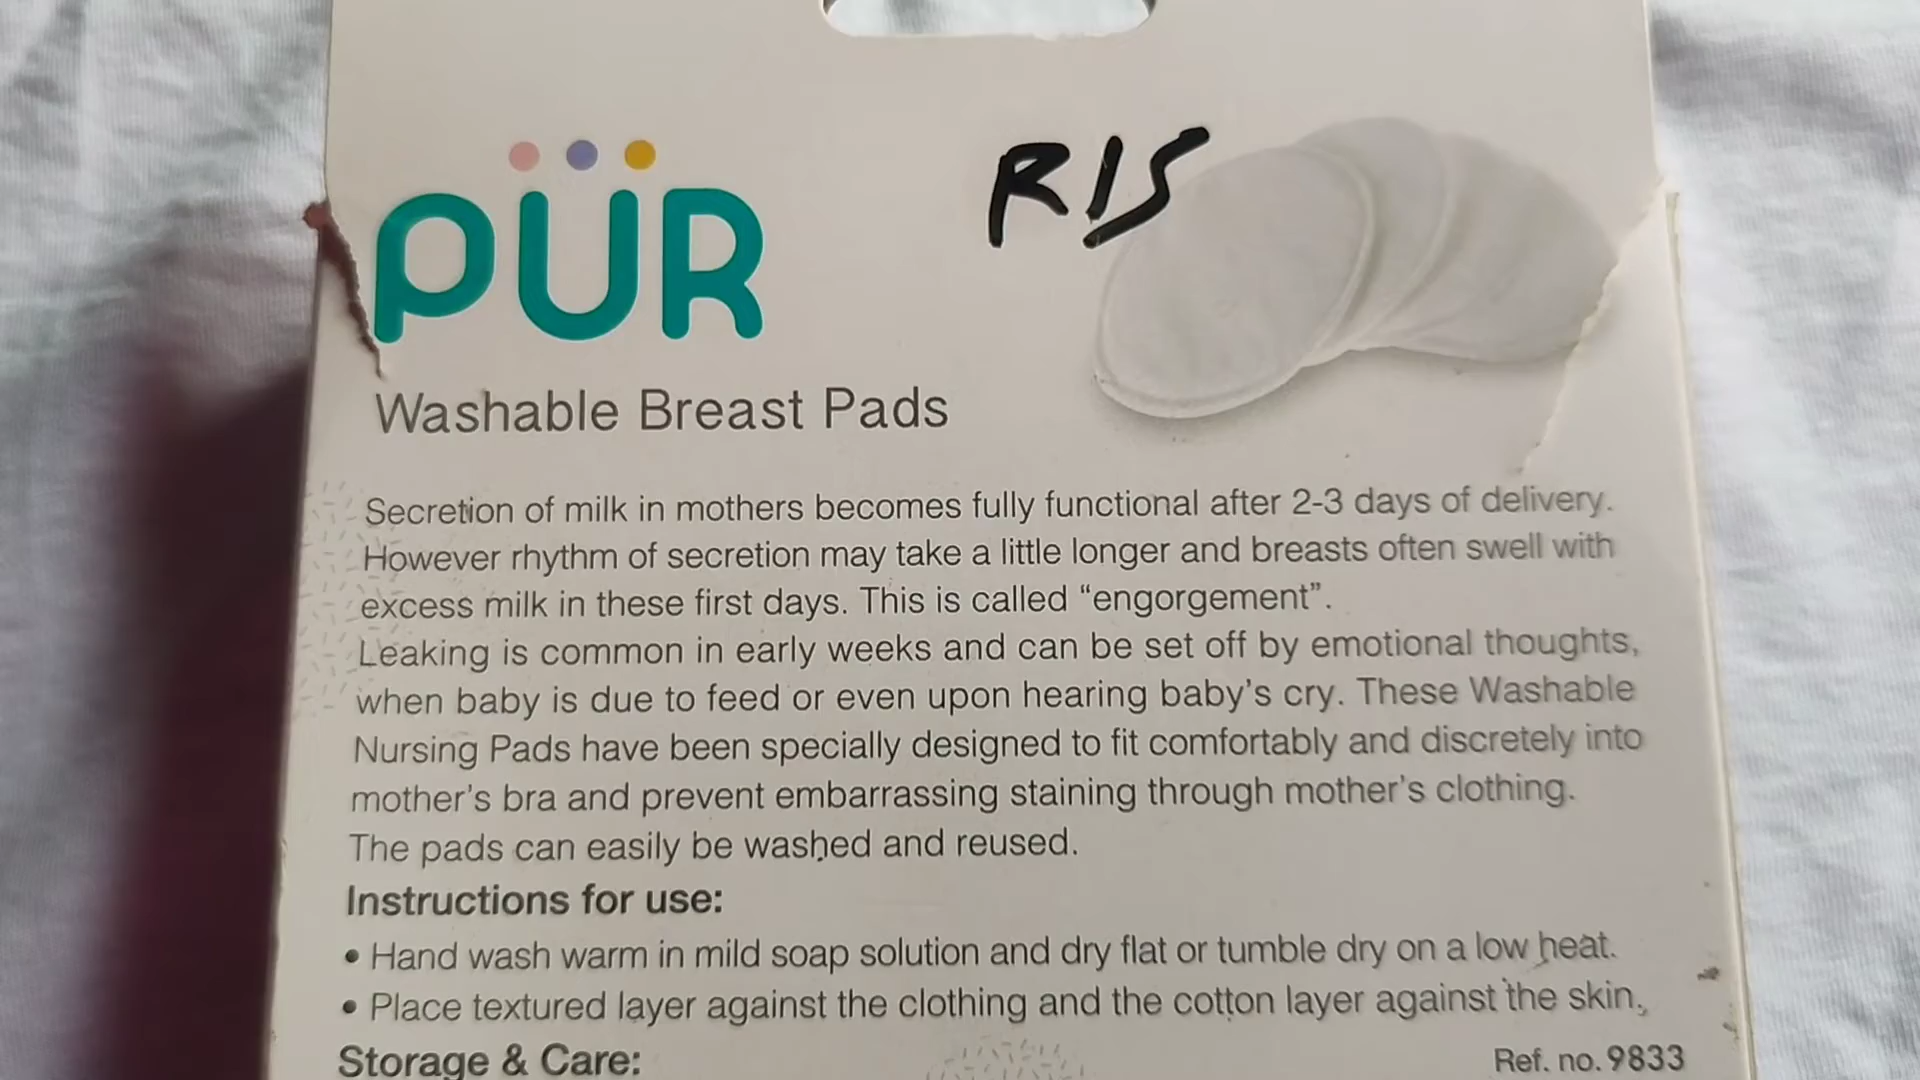 PÜR
R15
Washable Breast Pads
Secretion of milk in mothers becomes fully functional after 2-3 days of delivery.
However rhythm of secretion may take a little longer and breasts often swell with
excess milk in these first days. This is called “engorgement”.
Leaking is common in early weeks and can be set off by emotional thoughts,
when baby is due to feed or even upon hearing baby’s cry. These Washable
Nursing Pads have been specially designed to fit comfortably and discretely into
mother’s bra and prevent embarrassing staining through mother’s clothing.
The pads can easily be washed and reused.
Instructions for use:
• Hand wash warm in mild soap solution and dry flat or tumble dry on a low heat.
• Place textured layer against the clothing and the cotton layer against the skin.
Storage & Care:
Ref. no. 9833